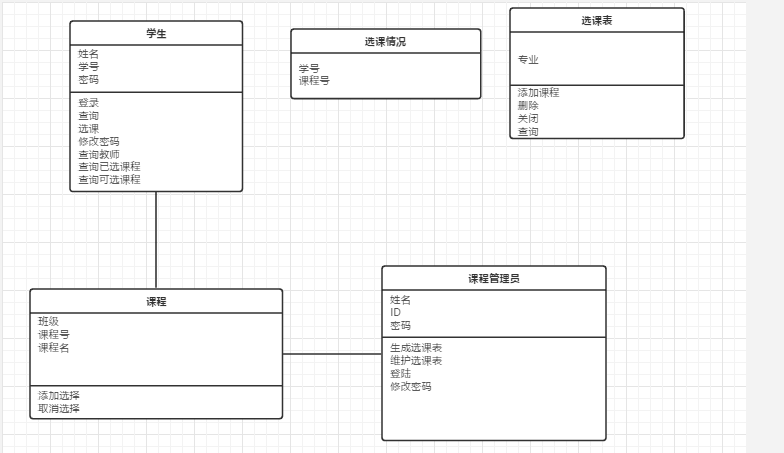 学生
姓名
学号
密码
登录
查询
选课
修改密码
查询教师
查询已选课程
查询可选课程
选课情况
学号
课程号
选课表
专业
添加课程
删除
关闭
查询
课程
班级
课程号
课程名
添加选择
取消选择
课程管理员
姓名
ID
密码
生成选课表
维护选课表
登陆
修改密码